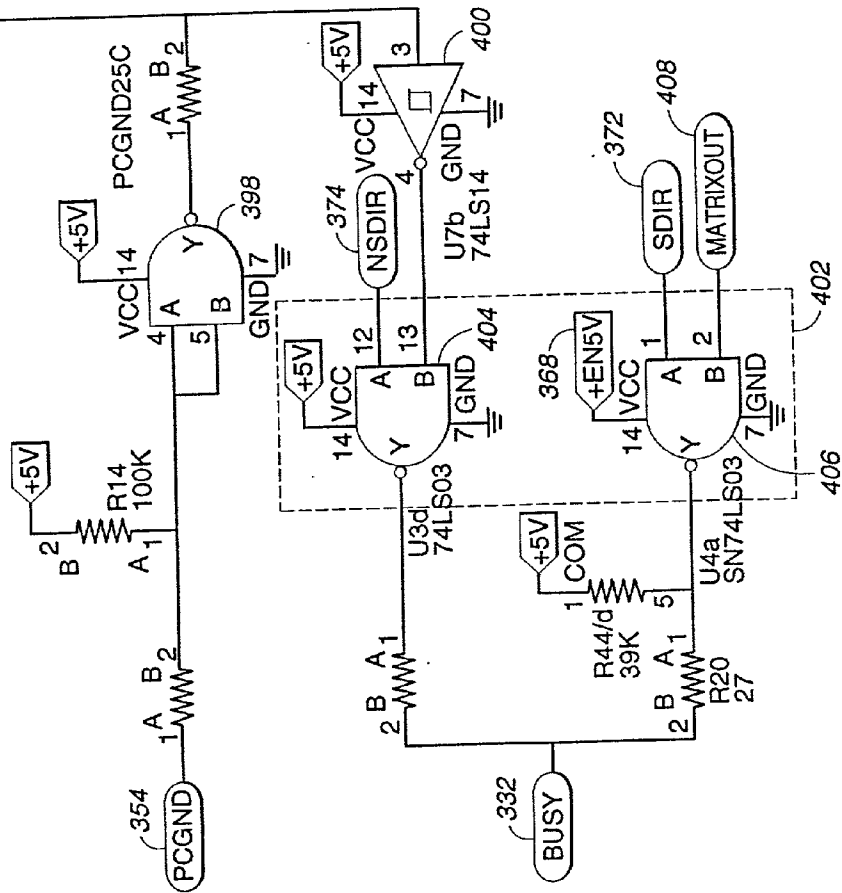 +5V
2
B
R14
100K
A
1
354
PCGND
1
A
B
2
+5V
VCC
14
4
A
5
B
Y
GND
7
398
PCGND25C
1
A
B
2
+5V
VCC
14
3
400
4
GND
7
U7b
74LS14
374
NSDIR
+5V
14
VCC
12
A
13
B
Y
7
GND
404
U3d
74LS03
B
A
2
1
332
BUSY
+5V
1
COM
R44/d
39K
5
B
A
2
1
R20
27
U4a
SN74LS03
368
+EN5V
14
VCC
1
A
2
B
Y
7
GND
406
402
372
SDIR
408
MATRIXOUT